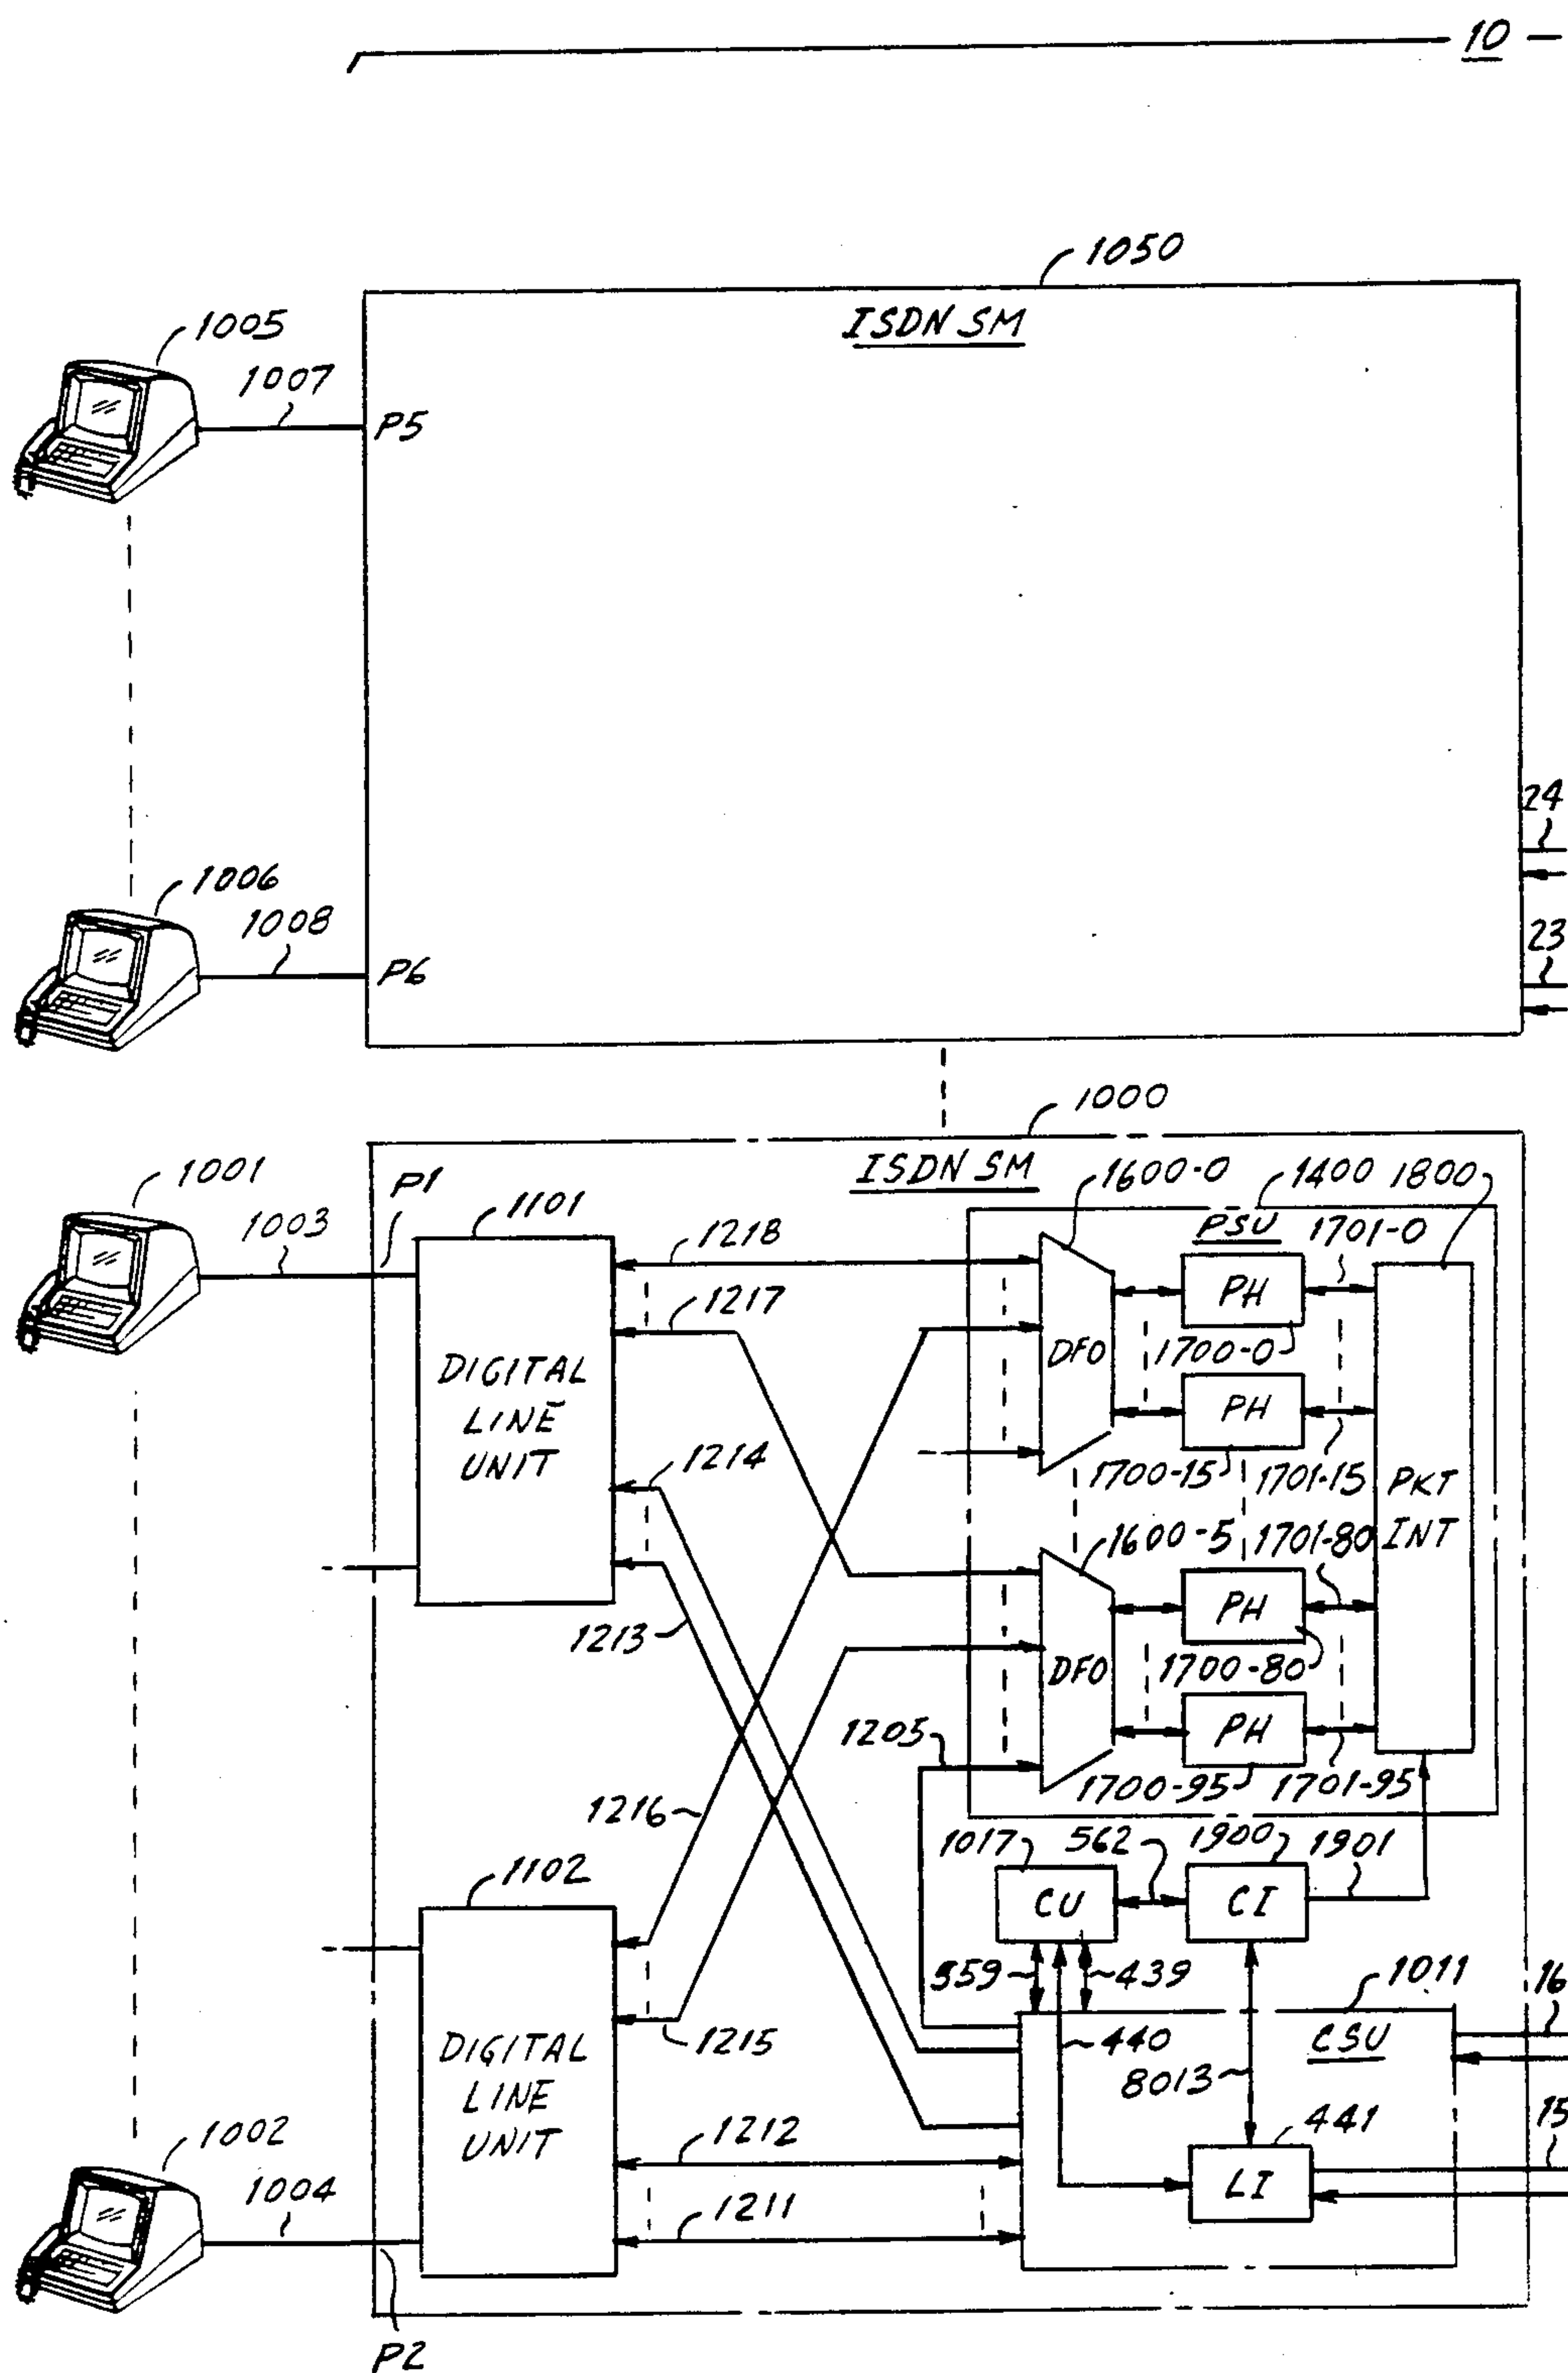 10
1050
ISDN SM
1005
1007
P5
24
1006
1008
P6
23
1000
ISDN SM
1001
1003
P1
1101
DIGITAL
LINE
UNIT
1218
1217
1214
1213
1600-0
1400
1800
PSU
1701-0
DFO
PH
1700-0
PH
1700-15
1701-15
PKT
INT
1600-5
1701-80
DFO
PH
1700-80
PH
1205
1700-95
1701-95
1216
1017
562
1900
1901
CU
CI
1102
559
439
1011
16
DIGITAL
LINE
UNIT
1215
440
CSU
8013
1212
441
15
LI
1211
1002
1004
P2